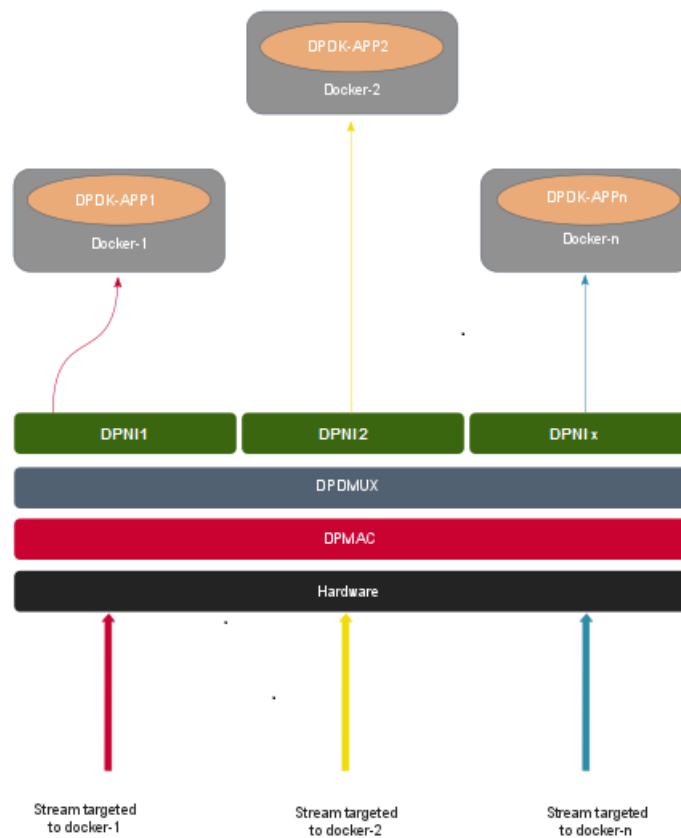 DPDK-APP2
Docker-2
DPDK-APP1
Docker-1
DPDK-APPn
Docker-n
DPNI1
DPNI2
DPNIx
DPDMUX
DPMAC
Hardware
Stream targeted
to docker-1
Stream targeted
to docker-2
Stream targeted
to docker-n